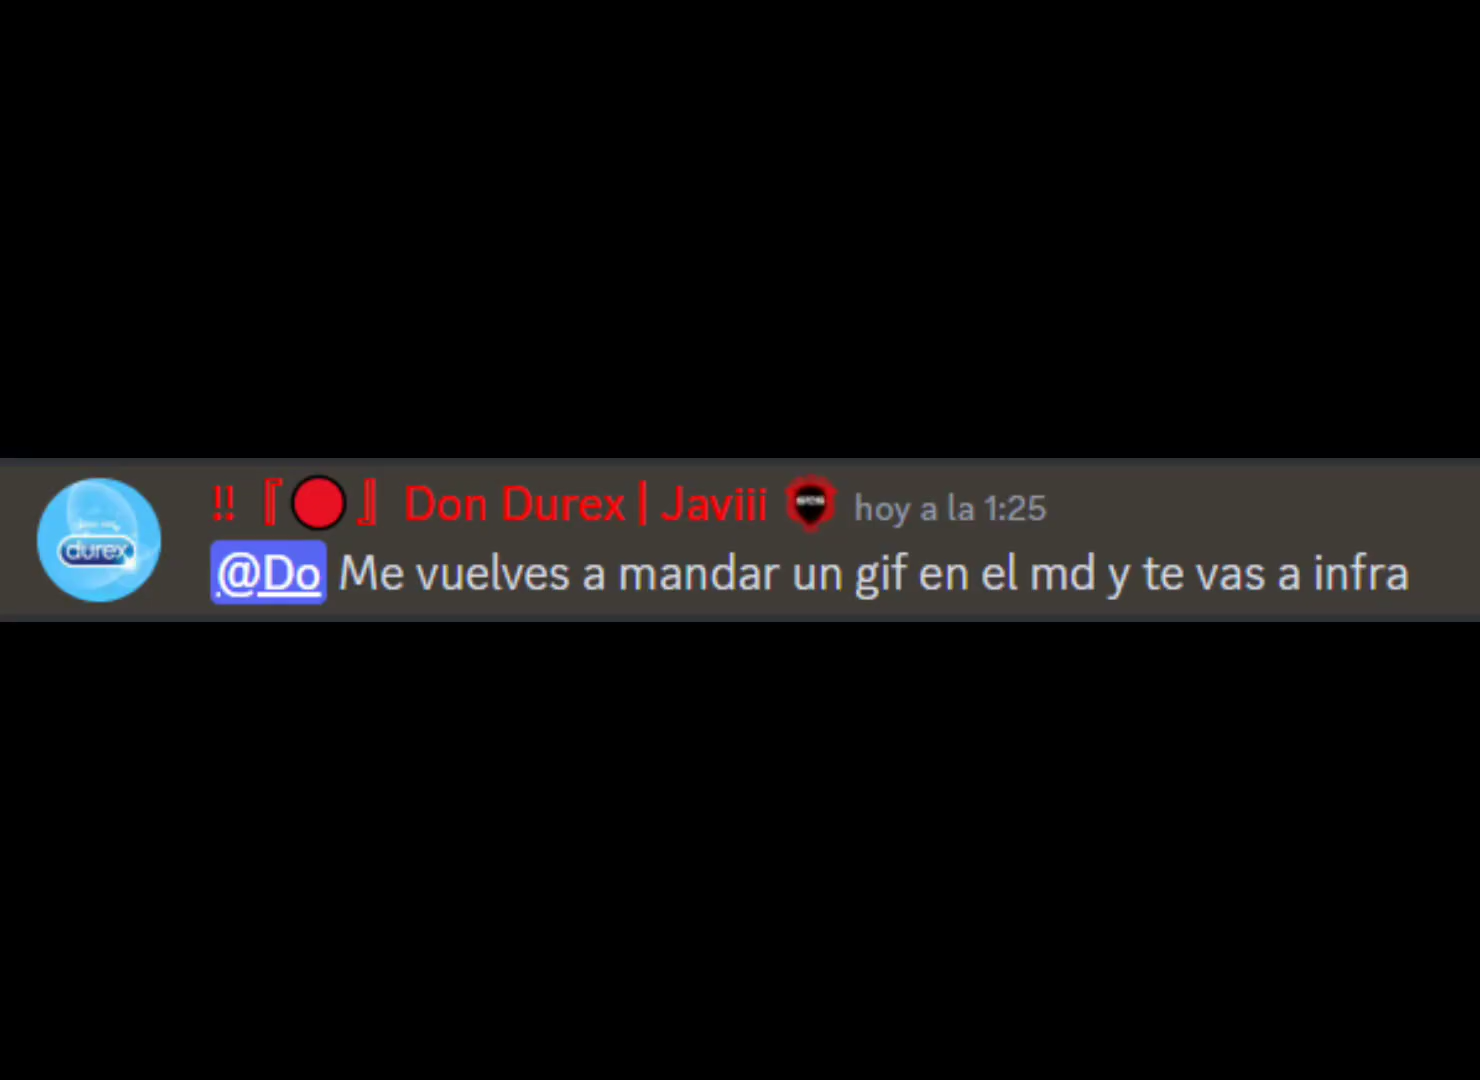 durex
!!『🔴』 Don Durex | Javiii hoy a la 1:25
@Do Me vuelves a mandar un gif en el md y te vas a infra